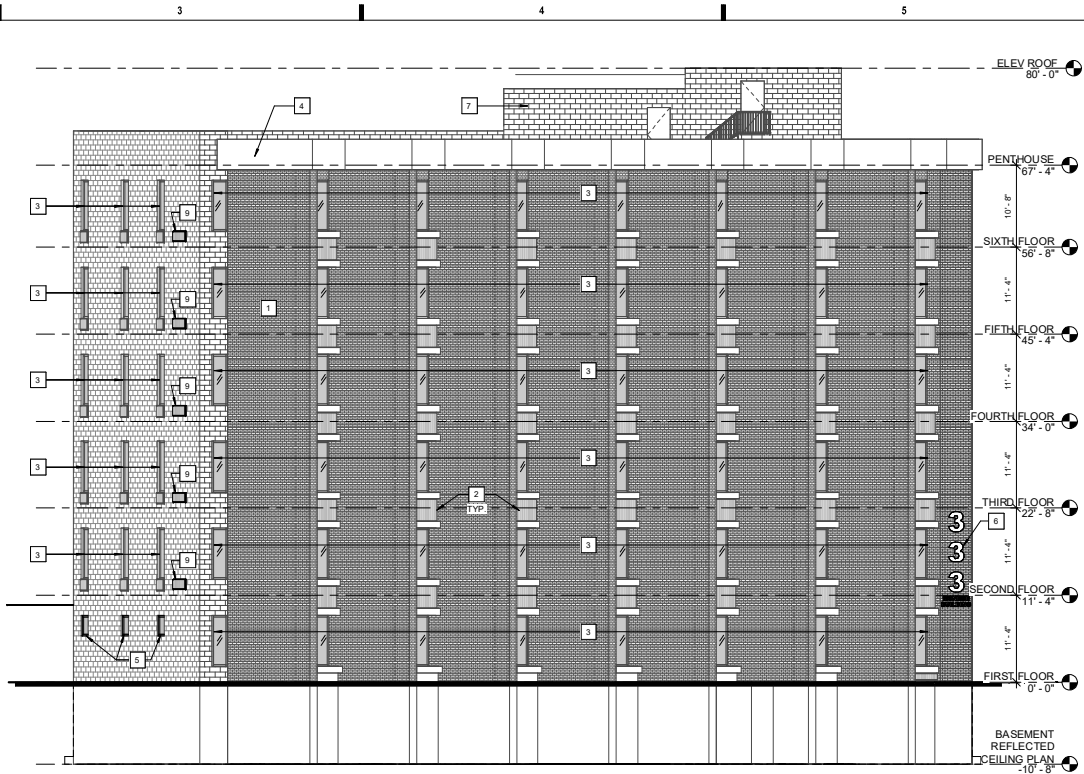 3
4
5
ELEV ROOF
80' - 0"
4
7
PENTHOUSE
67' - 4"
3
3
9
10' - 8"
SIXTH FLOOR
56' - 8"
3
3
9
1
11' - 4"
FIFTH FLOOR
45' - 4"
3
3
9
11' - 4"
FOURTH FLOOR
34' - 0"
3
3
9
11' - 4"
2
TYP.
THIRD FLOOR
22' - 8"
3
6
3
3
3
9
11' - 4"
3
SECOND FLOOR
11' - 4"
3
5
11' - 4"
FIRST FLOOR
0' - 0"
BASEMENT
REFLECTED
CEILING PLAN
-10' - 8"